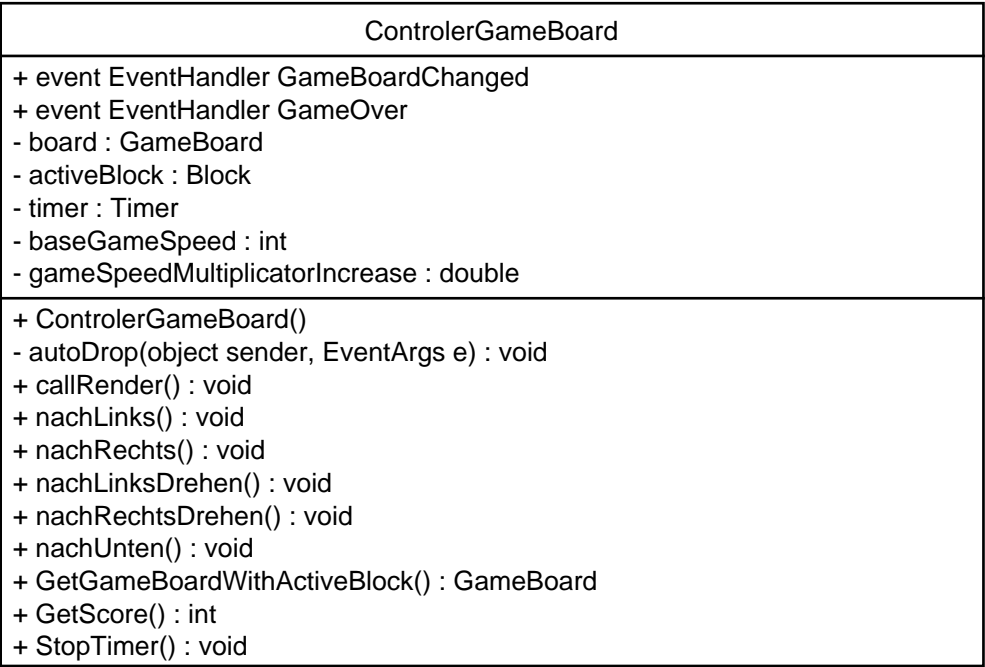 ControlerGameBoard
+ event EventHandler GameBoardChanged
+ event EventHandler GameOver
- board : GameBoard
- activeBlock : Block
- timer : Timer
- baseGameSpeed : int
- gameSpeedMultiplicatorIncrease : double
+ ControlerGameBoard()
- autoDrop(object sender, EventArgs e) : void
+ callRender() : void
+ nachLinks() : void
+ nachRechts() : void
+ nachLinksDrehen() : void
+ nachRechtsDrehen() : void
+ nachUnten() : void
+ GetGameBoardWithActiveBlock() : GameBoard
+ GetScore() : int
+ StopTimer() : void